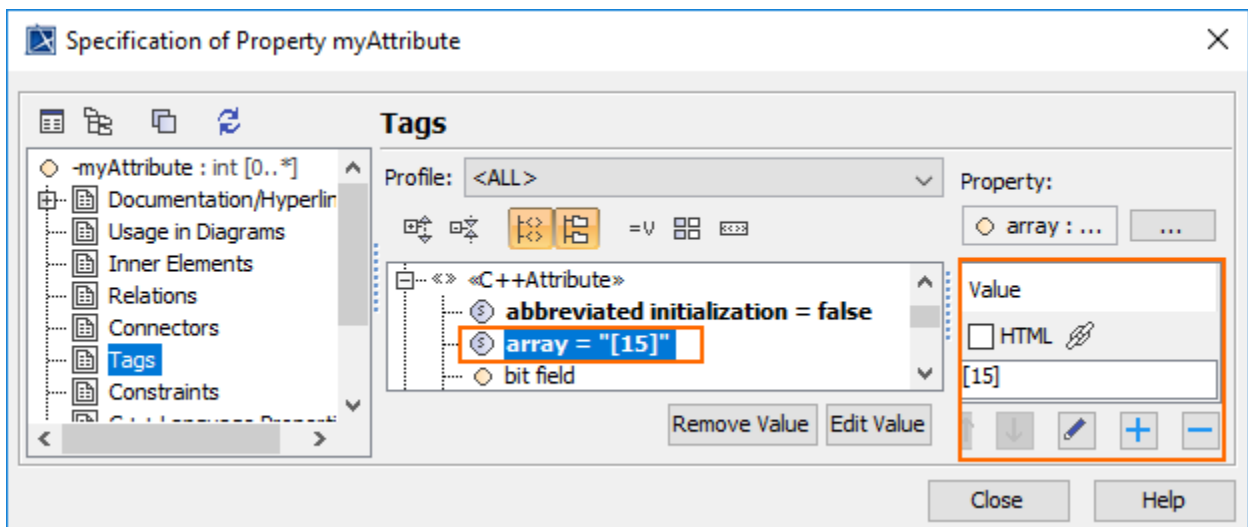 Specification of Property myAttribute
Tags
-myAttribute : int [0..*]
Documentation/Hyperlin
Usage in Diagrams
Inner Elements
Relations
Connectors
Tags
Constraints
Profile: <ALL>
=V
«» «C++Attribute»
abbreviated initialization = false
array = "[15]"
bit field
Remove Value
Edit Value
Property:
array : ...
...
Value
HTML
[15]
Close
Help